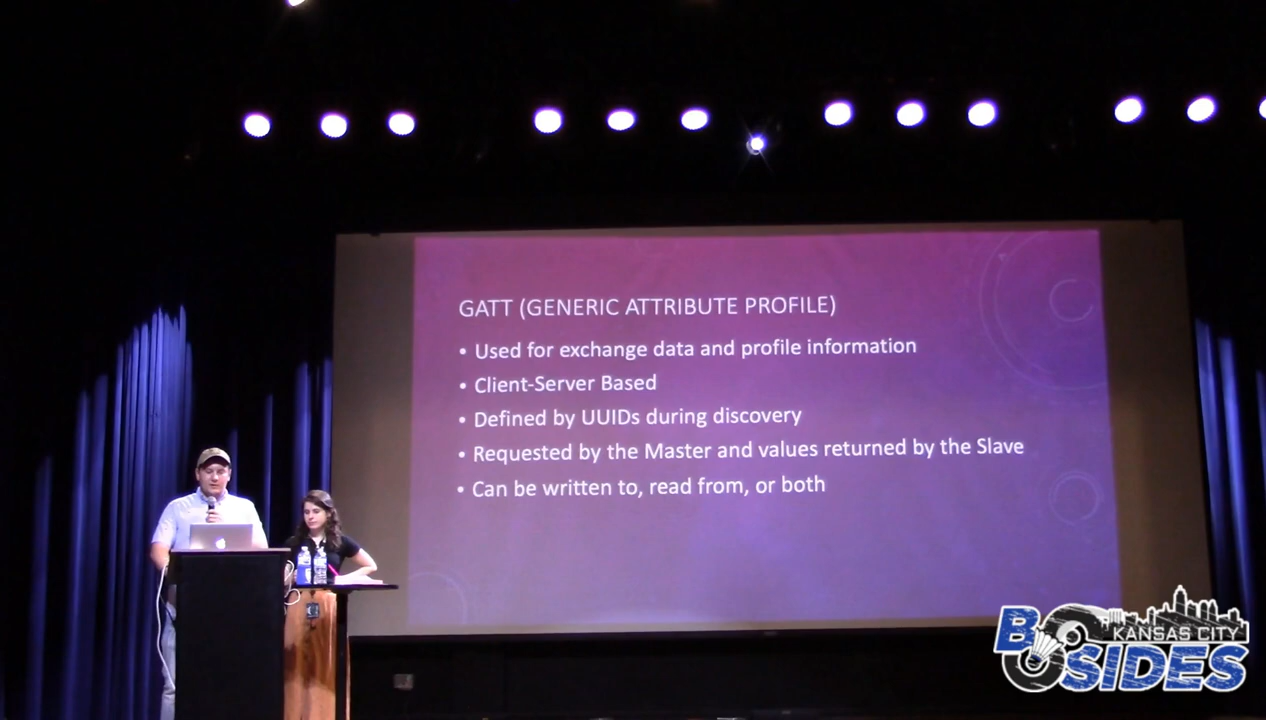 GATT (GENERIC ATTRIBUTE PROFILE)
• Used for exchange data and profile information
• Client-Server Based
• Defined by UUIDs during discovery
• Requested by the Master and values returned by the Slave
• Can be written to, read from, or both
KANSAS CITY
BSIDES